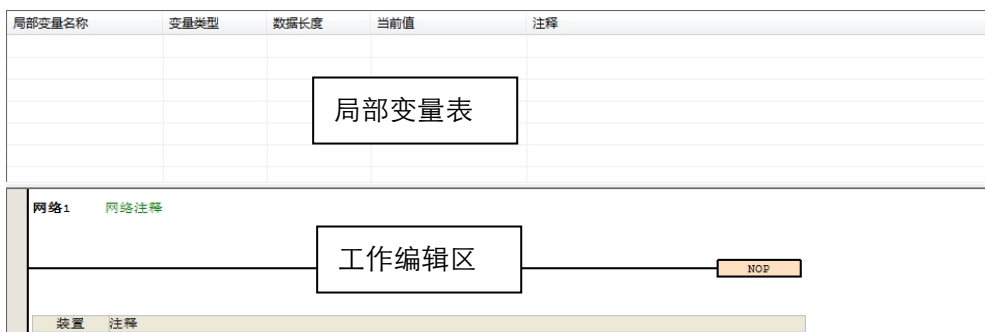 局部变量名称 变量类型 数据长度 当前值 注释
局部变量表
网络1 网络注释
工作编辑区
NOP
装置 注释